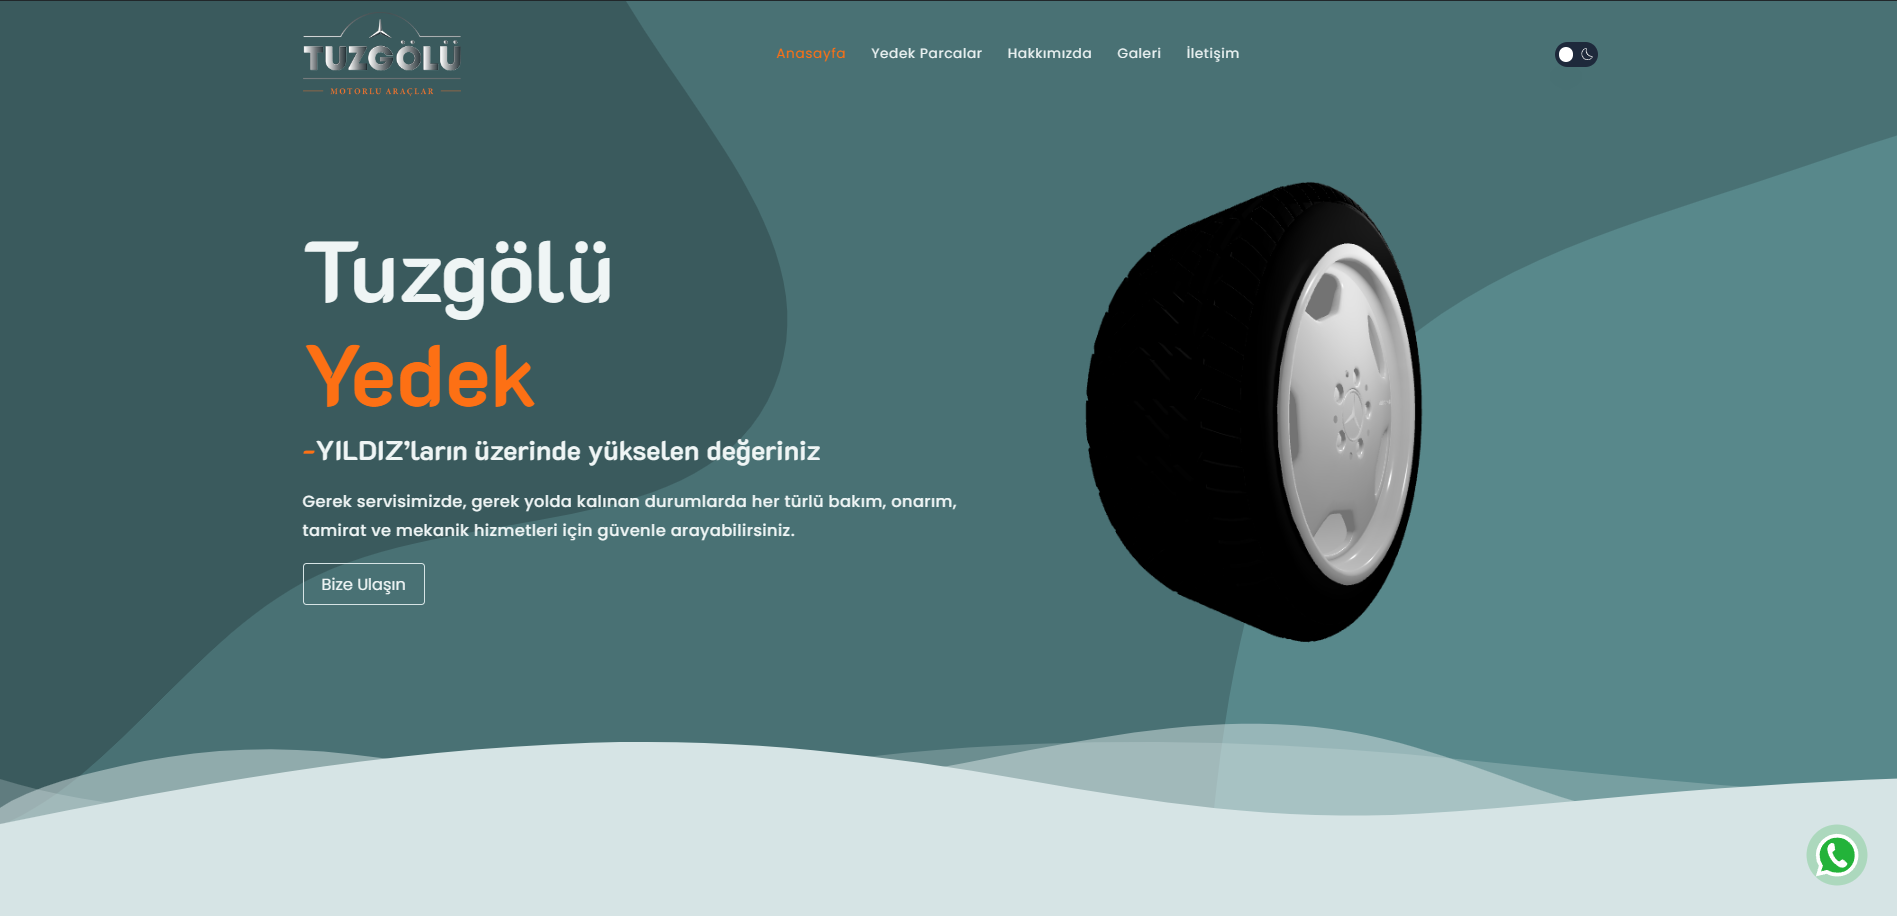 TUZGÖLÜ
MOTORLU ARAÇLAR
Anasayfa Yedek Parcalar Hakkımızda Galeri İletişim
Tuzgölü
Yedek
-YILDIZ’ların üzerinde yükselen değeriniz
Gerek servisimizde, gerek yolda kalınan durumlarda her türlü bakım, onarım,
tamirat ve mekanik hizmetleri için güvenle arayabilirsiniz.
Bize Ulaşın